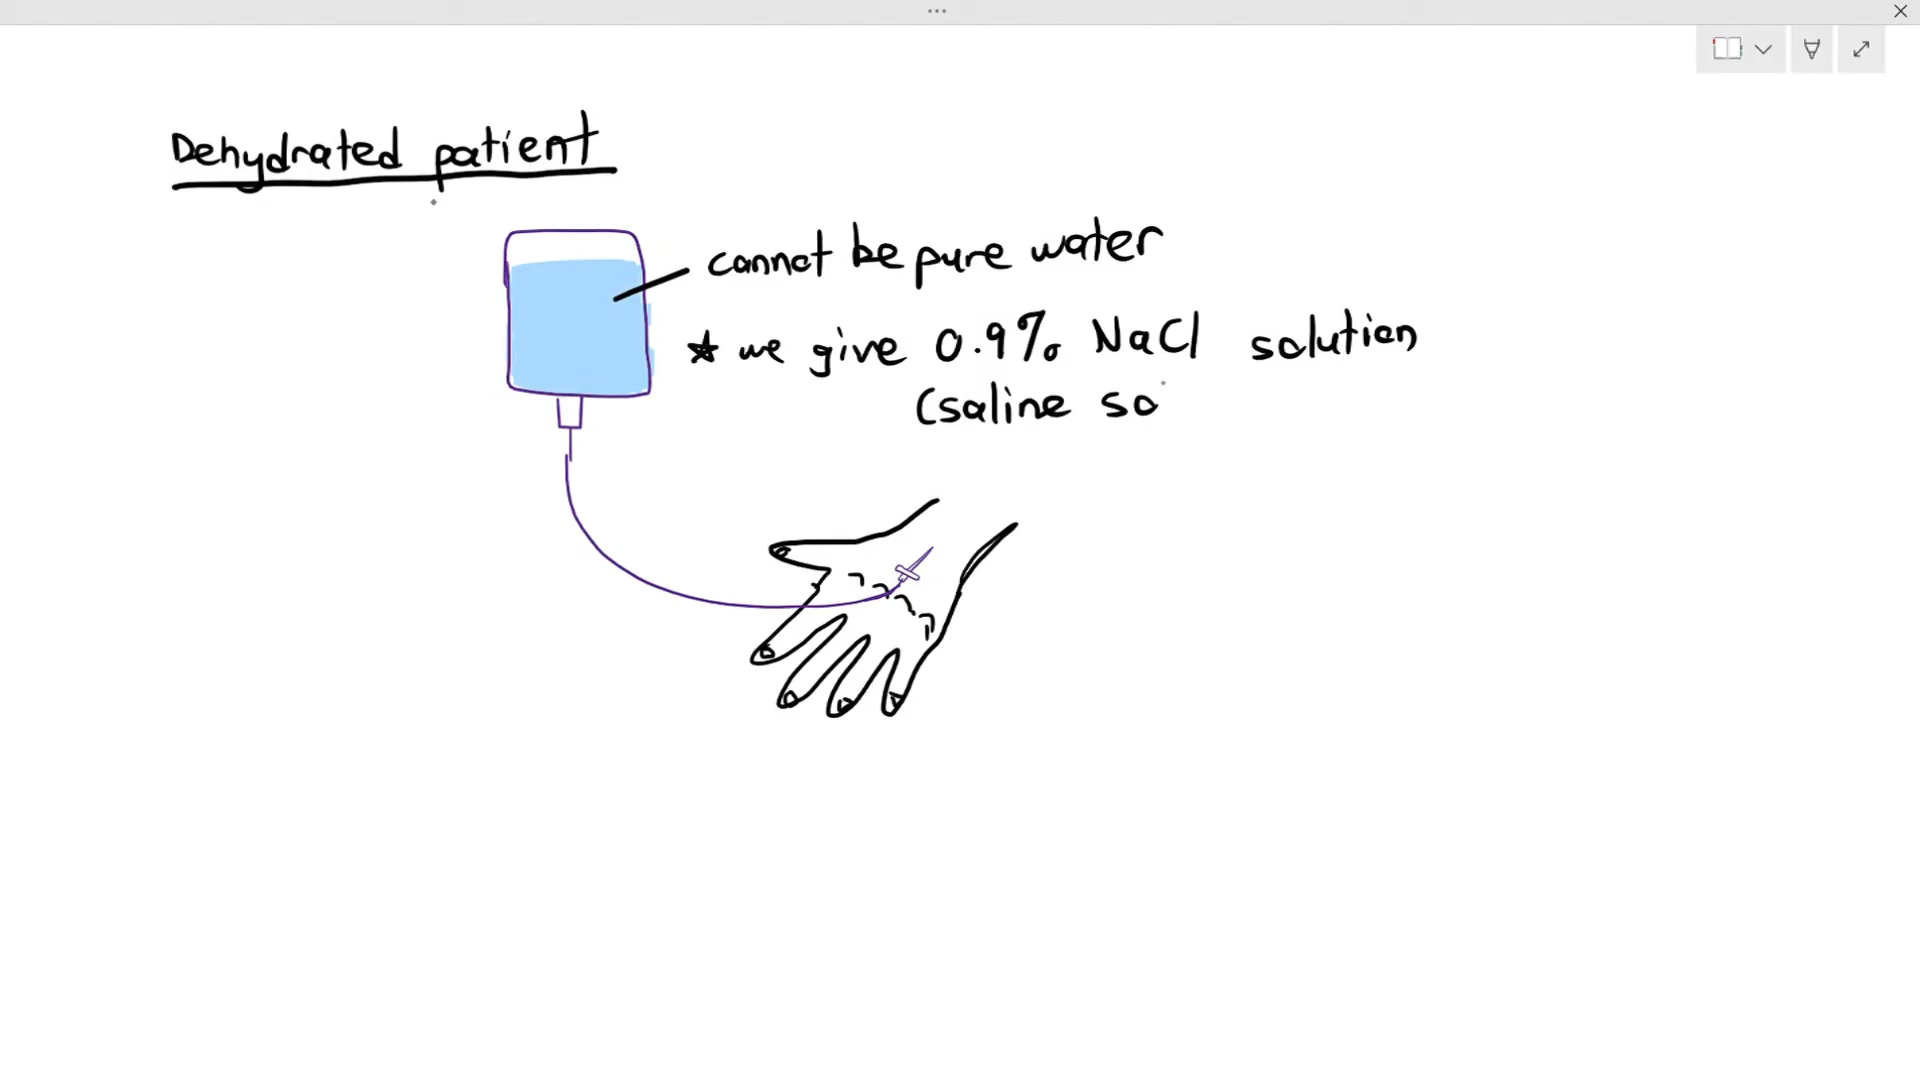 Dehydrated patient
cannot be pure water
★ we give 0.9% NaCl solution
(saline so